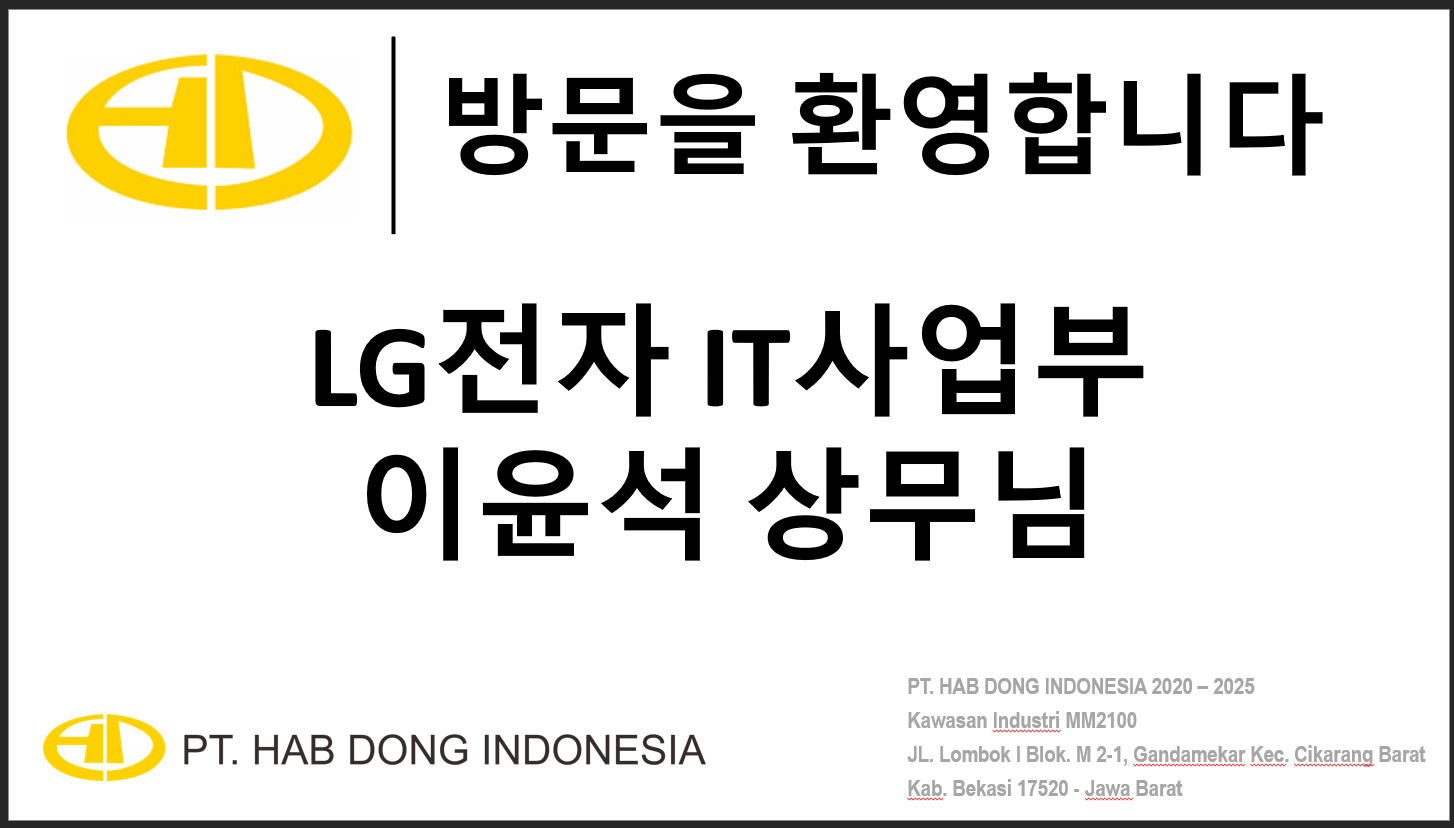 방문을 환영합니다
LG전자 IT사업부
이윤석 상무님
PT. HAB DONG INDONESIA
PT. HAB DONG INDONESIA 2020 – 2025
Kawasan Industri MM2100
JL. Lombok I Blok. M 2-1, Gandamekar Kec. Cikarang Barat
Kab. Bekasi 17520 - Jawa Barat